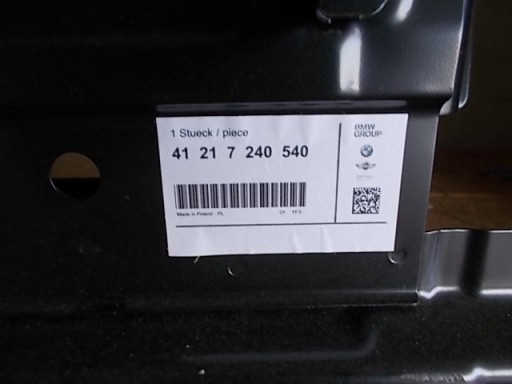 1 Stueck / piece
41 21 7 240 540
Made in Poland - PL
BMW
GROUP